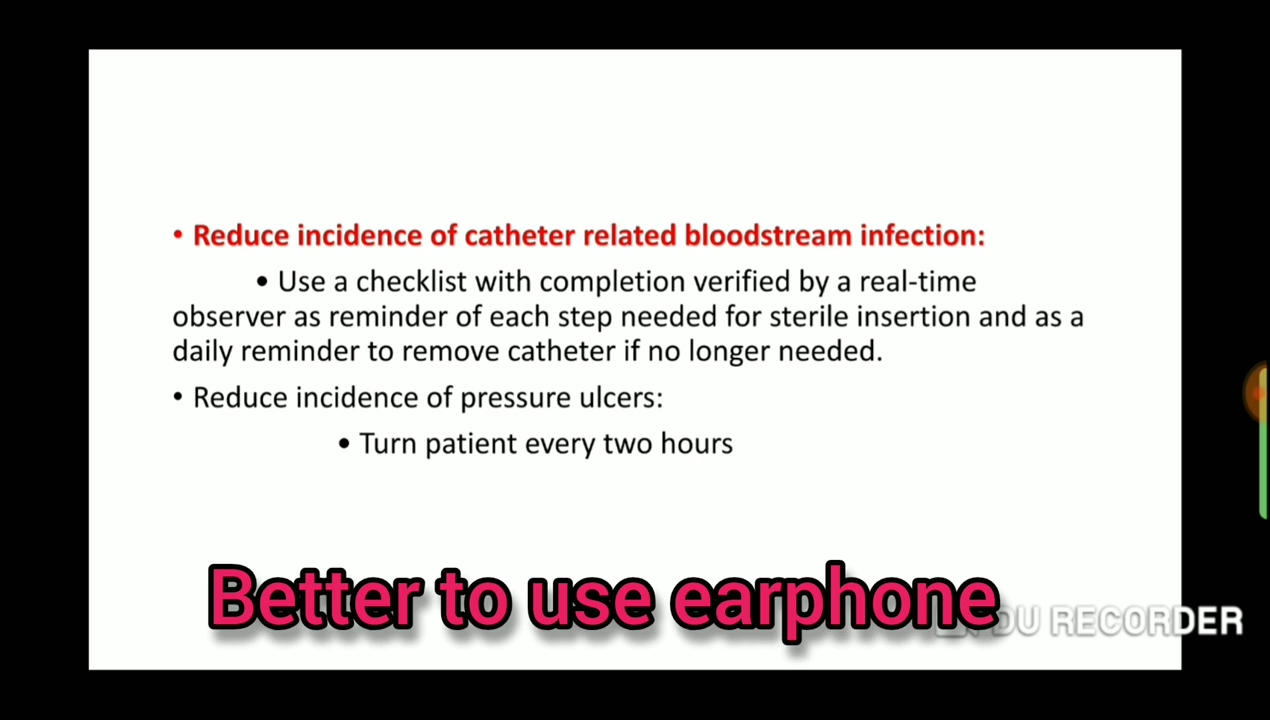 • Reduce incidence of catheter related bloodstream infection:
• Use a checklist with completion verified by a real-time
observer as reminder of each step needed for sterile insertion and as a
daily reminder to remove catheter if no longer needed.
• Reduce incidence of pressure ulcers:
• Turn patient every two hours
Better to use earphone
DU RECORDER